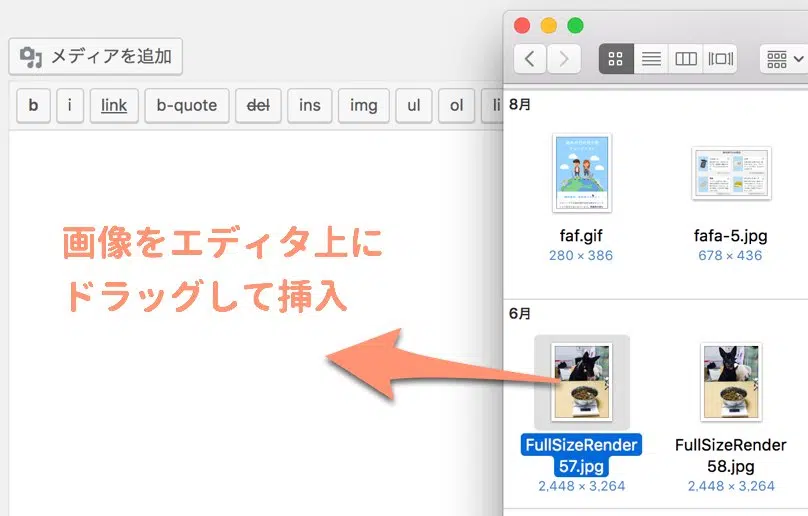 メディアを追加
b i link b-quote del ins img ul ol li
画像をエディタ上に
ドラッグして挿入
8月
faf.gif
280 × 386
fafa-5.jpg
678 × 436
6月
FullSizeRender
57.jpg
2,448 × 3,264
FullSizeRender
58.jpg
2,448 × 3,264